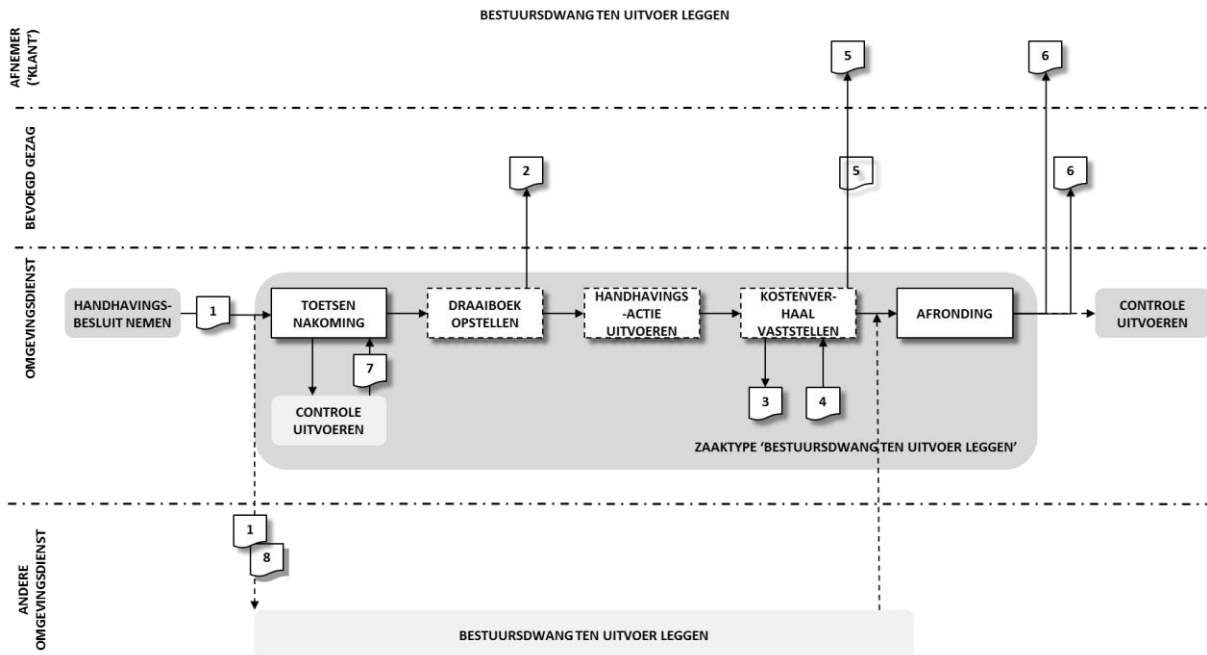 BESTUURSDWANG TEN UITVOER LEGGEN
AFNEMER
('KLANT')
5
6
BEVOEGD GEZAG
2
5
6
OMGEVINGSDIENST
HANDHAVINGS-
BESLUIT NEMEN
1
TOETSEN
NAKOMING
DRAAIBOEK
OPSTELLEN
HANDHAVINGS
-ACTIE
UITVOEREN
KOSTENVER-
HAAL
VASTSTELLEN
AFRONDING
CONTROLE
UITVOEREN
7
3
4
CONTROLE
UITVOEREN
ZAAKTYPE 'BESTUURSDWANG TEN UITVOER LEGGEN'
ANDERE
OMGEVINGSDIENST
1
8
BESTUURSDWANG TEN UITVOER LEGGEN